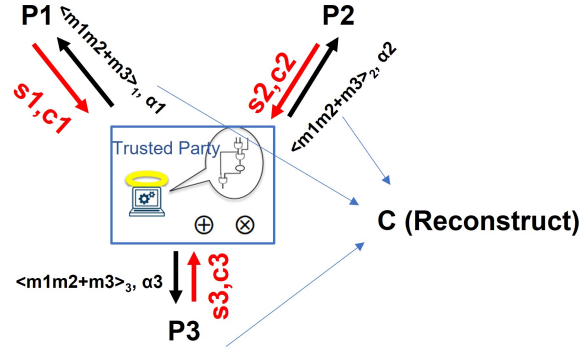 P1
P2
<m1m2+m3>₁, α1
s1,c1
s2,c2
<m1m2+m3>₂, α2
Trusted Party
⊕ ⊗
C (Reconstruct)
<m1m2+m3>₃, α3
s3,c3
P3